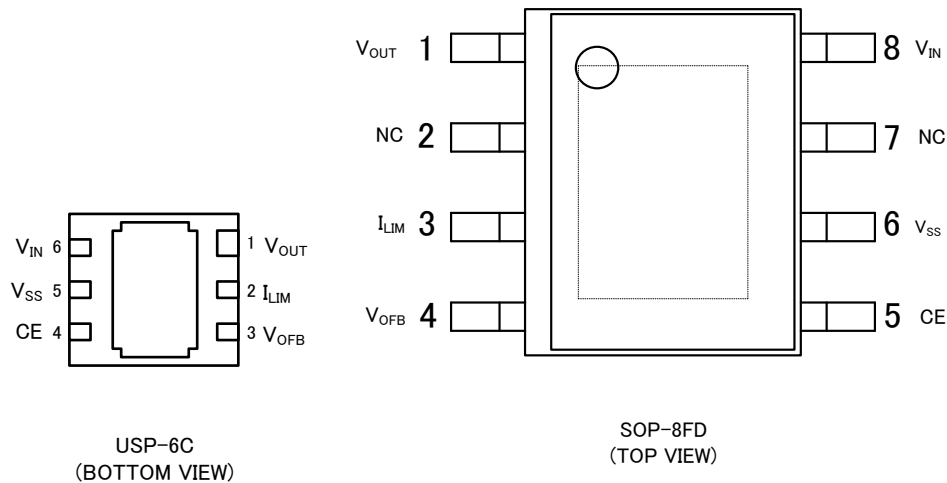 V_IN 6
V_SS 5
CE 4
1 V_OUT
2 I_LIM
3 V_OFB
USP-6C
(BOTTOM VIEW)
V_OUT 1
NC 2
I_LIM 3
V_OFB 4
8 V_IN
7 NC
6 V_SS
5 CE
SOP-8FD
(TOP VIEW)